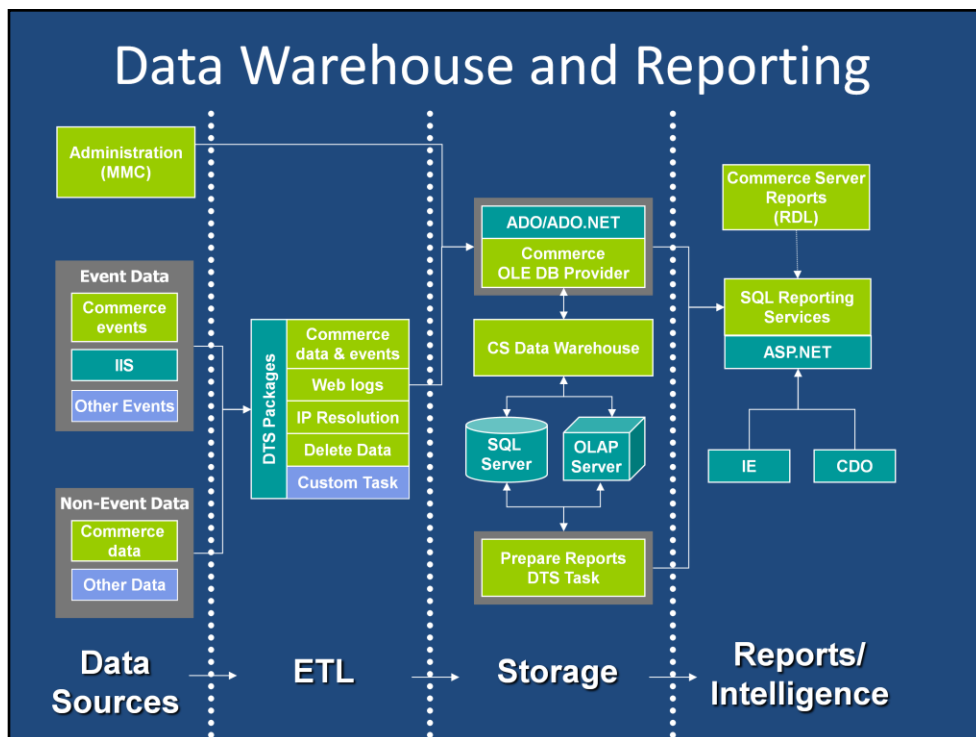 Data Warehouse and Reporting
Administration
(MMC)
Event Data
Commerce
events
IIS
Other Events
Non-Event Data
Commerce
data
Other Data
DTS Packages
Commerce
data & events
Web logs
IP Resolution
Delete Data
Custom Task
ADO/ADO.NET
Commerce
OLE DB Provider
CS Data Warehouse
SQL
Server
OLAP
Server
Prepare Reports
DTS Task
Commerce Server
Reports
(RDL)
SQL Reporting
Services
ASP.NET
IE
CDO
Data
Sources
ETL
Storage
Reports/
Intelligence